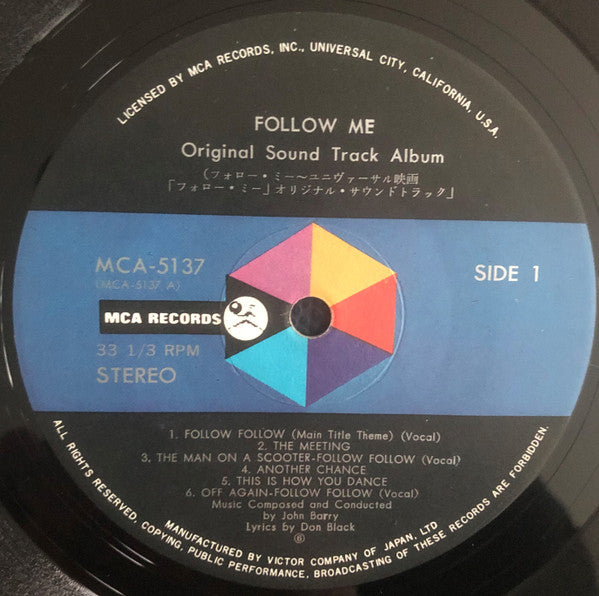 LICENSED BY MCA RECORDS, INC., UNIVERSAL CITY, CALIFORNIA, U.S.A.
FOLLOW ME
Original Sound Track Album
(フォロー・ミー〜ユニヴァーサル映画
「フォロー・ミー」オリジナル・サウンドトラック」
MCA-5137
(MCA-5137 A)
SIDE 1
MCA RECORDS
33 1/3 RPM
STEREO
1. FOLLOW FOLLOW (Main Title Theme) (Vocal)
2. THE MEETING
3. THE MAN ON A SCOOTER-FOLLOW FOLLOW (Vocal)
4. ANOTHER CHANCE
5. THIS IS HOW YOU DANCE
6. OFF AGAIN-FOLLOW FOLLOW (Vocal)
Music Composed and Conducted
by John Barry
Lyrics by Don Black
MANUFACTURED BY VICTOR COMPANY OF JAPAN, LTD
ALL RIGHTS RESERVED. COPYING, PUBLIC PERFORMANCE, BROADCASTING OF THESE RECORDS ARE FORBIDDEN.